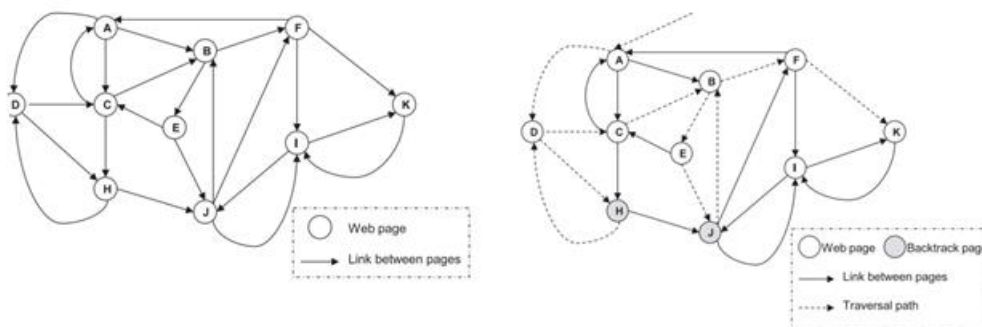 A
B
F
D
C
K
E
I
H
J
Web page
Link between pages
A
F
B
D
C
K
E
I
H
J
Web page
Backtrack pag
Link between pages
Traversal path